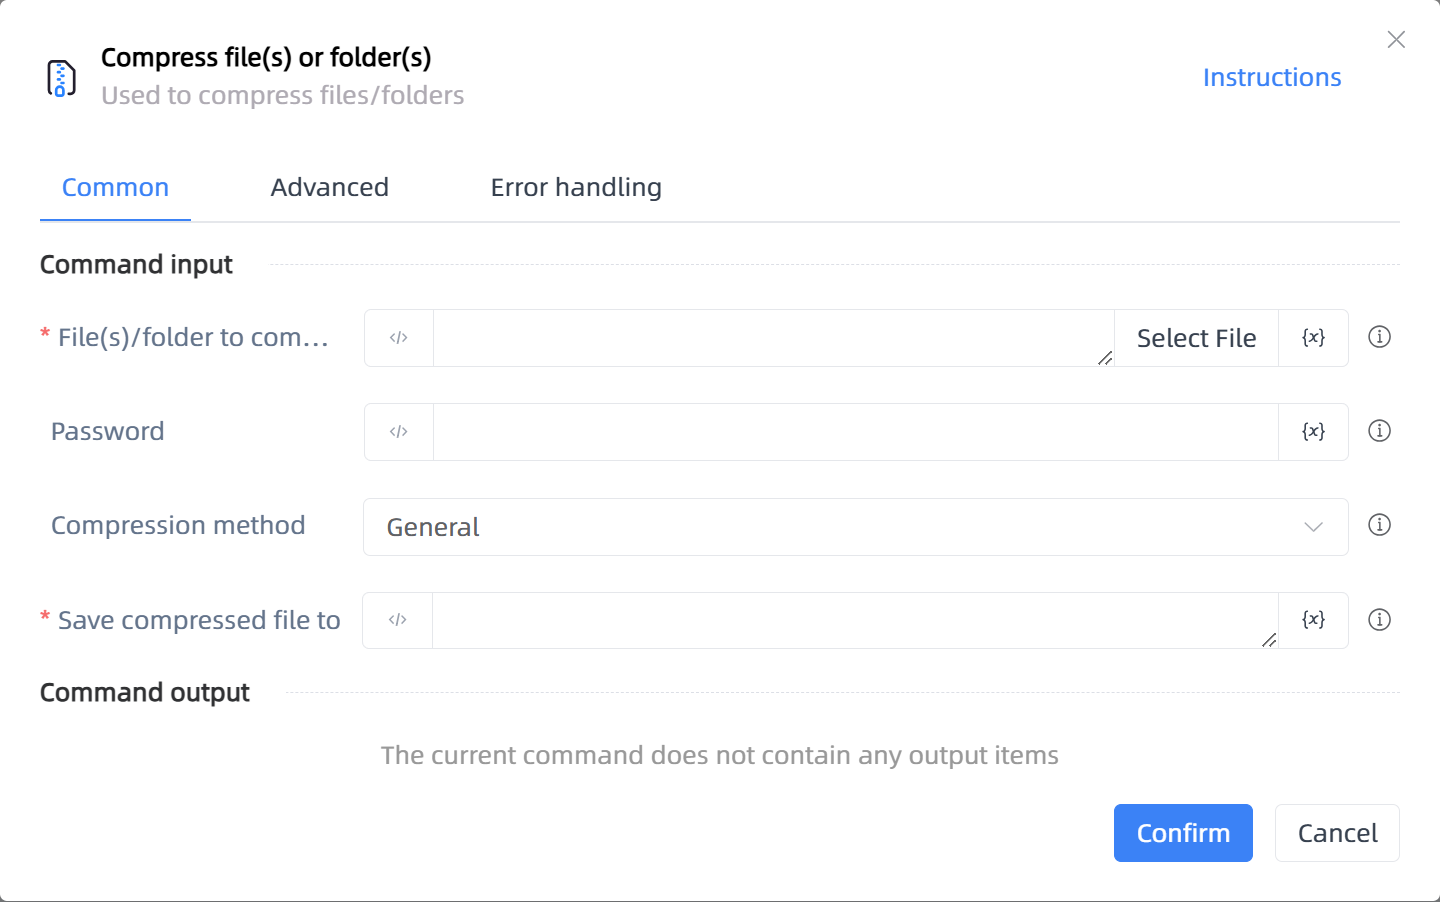 Compress file(s) or folder(s)
Used to compress files/folders
Instructions
Common
Advanced
Error handling
Command input
* File(s)/folder to com...
</>
Select File
{x}
Password
</>
{x}
Compression method
General
* Save compressed file to
</>
{x}
Command output
The current command does not contain any output items
Confirm
Cancel